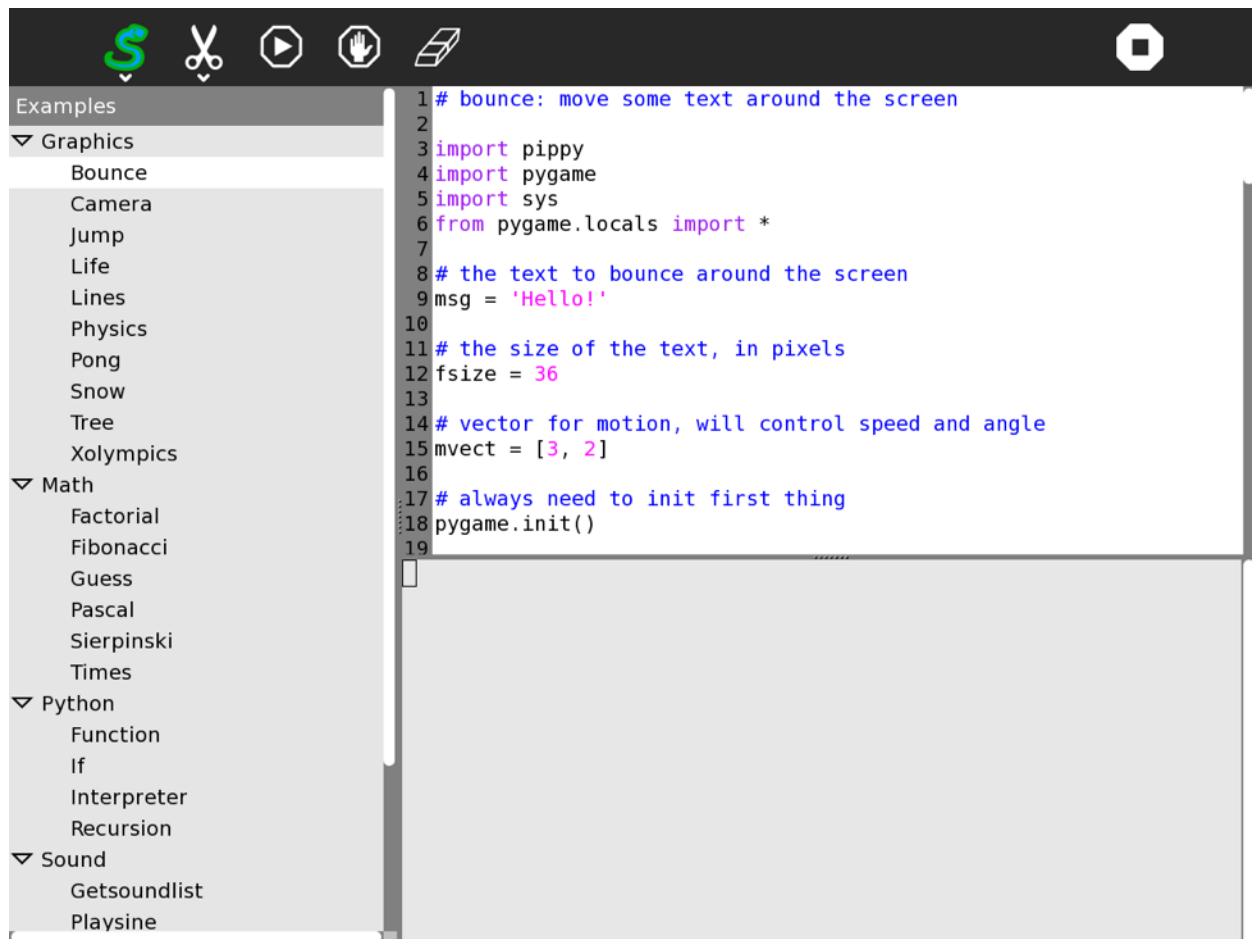 Examples
Graphics
Bounce
Camera
Jump
Life
Lines
Physics
Pong
Snow
Tree
Xolympics
Math
Factorial
Fibonacci
Guess
Pascal
Sierpinski
Times
Python
Function
If
Interpreter
Recursion
Sound
Getsoundlist
Playsine
1 # bounce: move some text around the screen
2
3 import pippy
4 import pygame
5 import sys
6 from pygame.locals import *
7
8 # the text to bounce around the screen
9 msg = 'Hello!'
10
11 # the size of the text, in pixels
12 fsize = 36
13
14 # vector for motion, will control speed and angle
15 mvect = [3, 2]
16
17 # always need to init first thing
18 pygame.init()
19